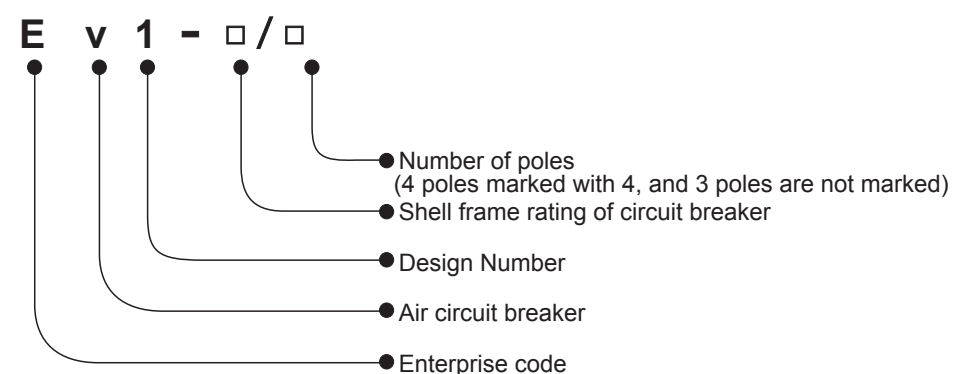 E v 1 - □/□
Number of poles
(4 poles marked with 4, and 3 poles are not marked)
Shell frame rating of circuit breaker
Design Number
Air circuit breaker
Enterprise code